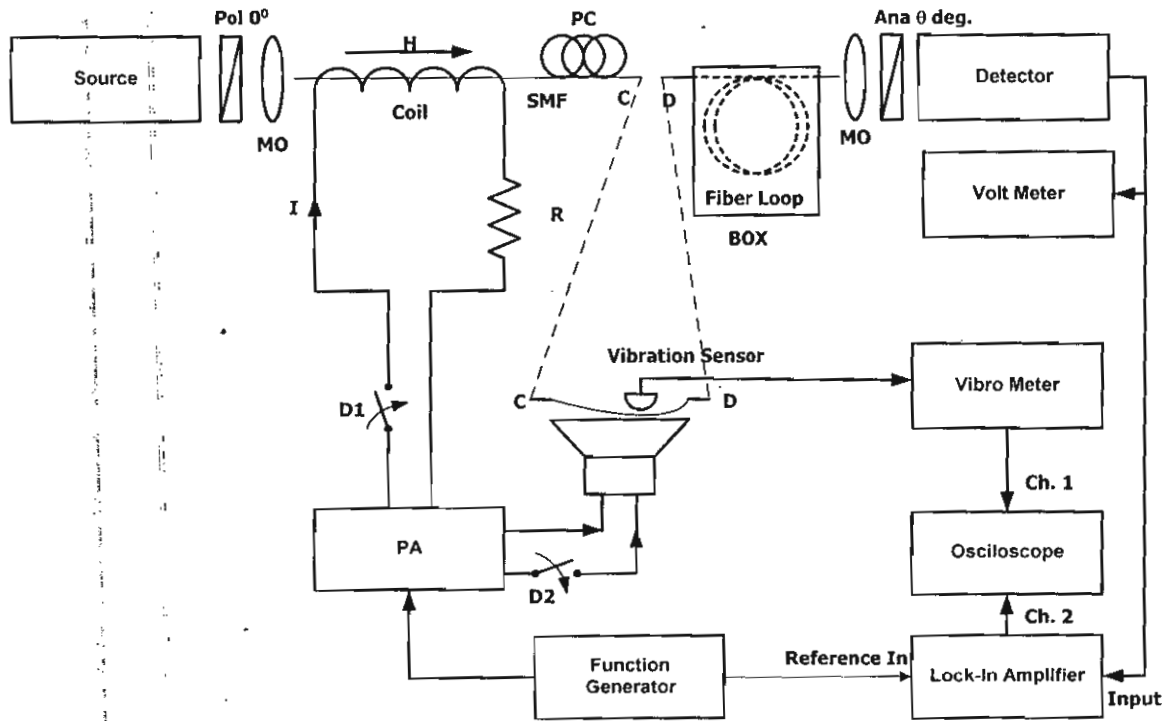 Pol 0⁰
PC
Ana θ deg.
H
Source
Detector
SMF
C
D
Coil
MO
MO
Fiber Loop
BOX
Volt Meter
I
R
Vibration Sensor
C
D
Vibro Meter
D1
Ch. 1
PA
Osciloscope
D2
Ch. 2
Function
Generator
Reference In
Lock-In Amplifier
Input